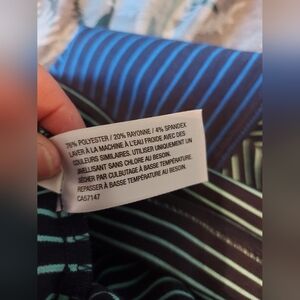 76% POLYESTER / 20% RAYONNE / 4% SPANDEX
LAVER À LA MACHINE À L'EAU FROIDE AVEC DES
COULEURS SIMILAIRES. UTILISER UNIQUEMENT UN
JAVELLISANT SANS CHLORE AU BESOIN.
SÉCHER PAR CULBUTAGE À BASSE TEMPÉRATURE.
REPASSER À BASSE TEMPÉRATURE AU BESOIN.
CA57147